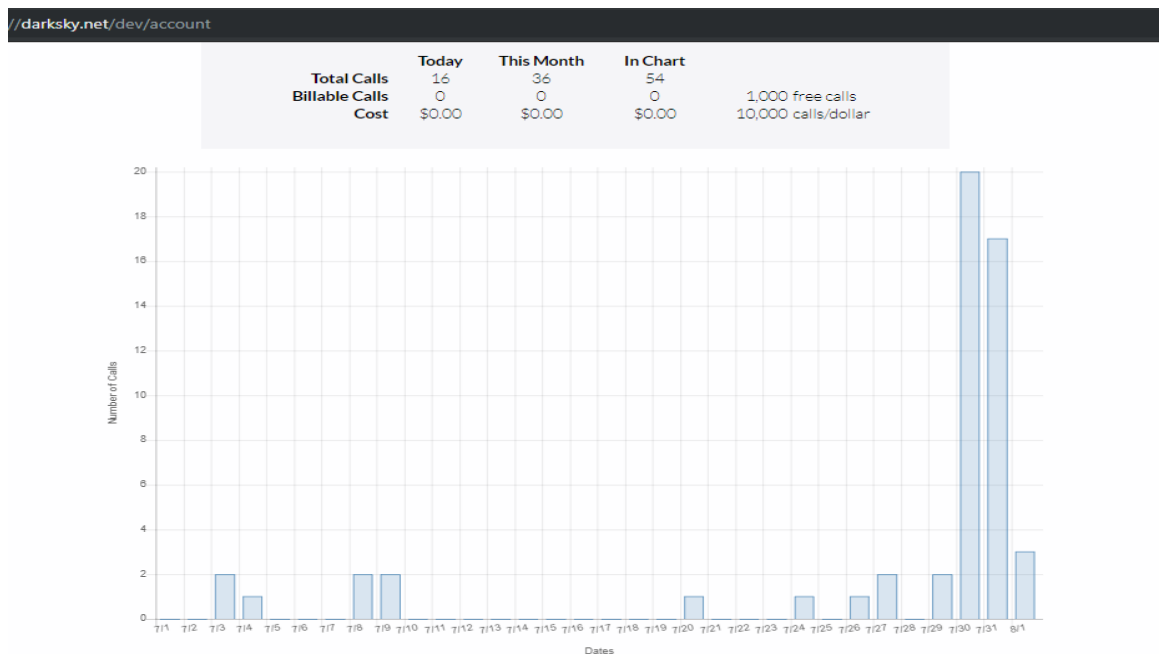 //darksky.net/dev/account
Today This Month In Chart
Total Calls 16 36 54
Billable Calls 0 0 0 1,000 free calls
Cost $0.00 $0.00 $0.00 10,000 calls/dollar
20
18
16
14
12
10
8
6
4
2
0
Number of Calls
7/1 7/2 7/3 7/4 7/5 7/6 7/7 7/8 7/9 7/10 7/11 7/12 7/13 7/14 7/15 7/16 7/17 7/18 7/19 7/20 7/21 7/22 7/23 7/24 7/25 7/26 7/27 7/28 7/29 7/30 7/31 8/1
Dates